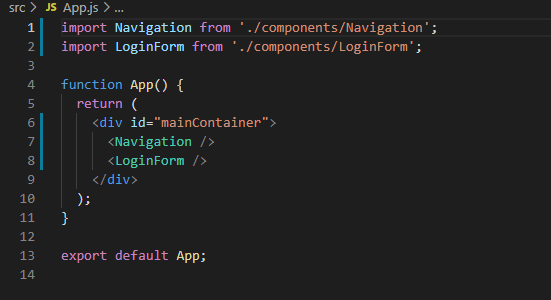 src > JS App.js > ...
1 import Navigation from './components/Navigation';
2 import LoginForm from './components/LoginForm';
3
4 function App() {
5   return (
6     <div id="mainContainer">
7       <Navigation />
8       <LoginForm />
9     </div>
10   );
11 }
12
13 export default App;
14